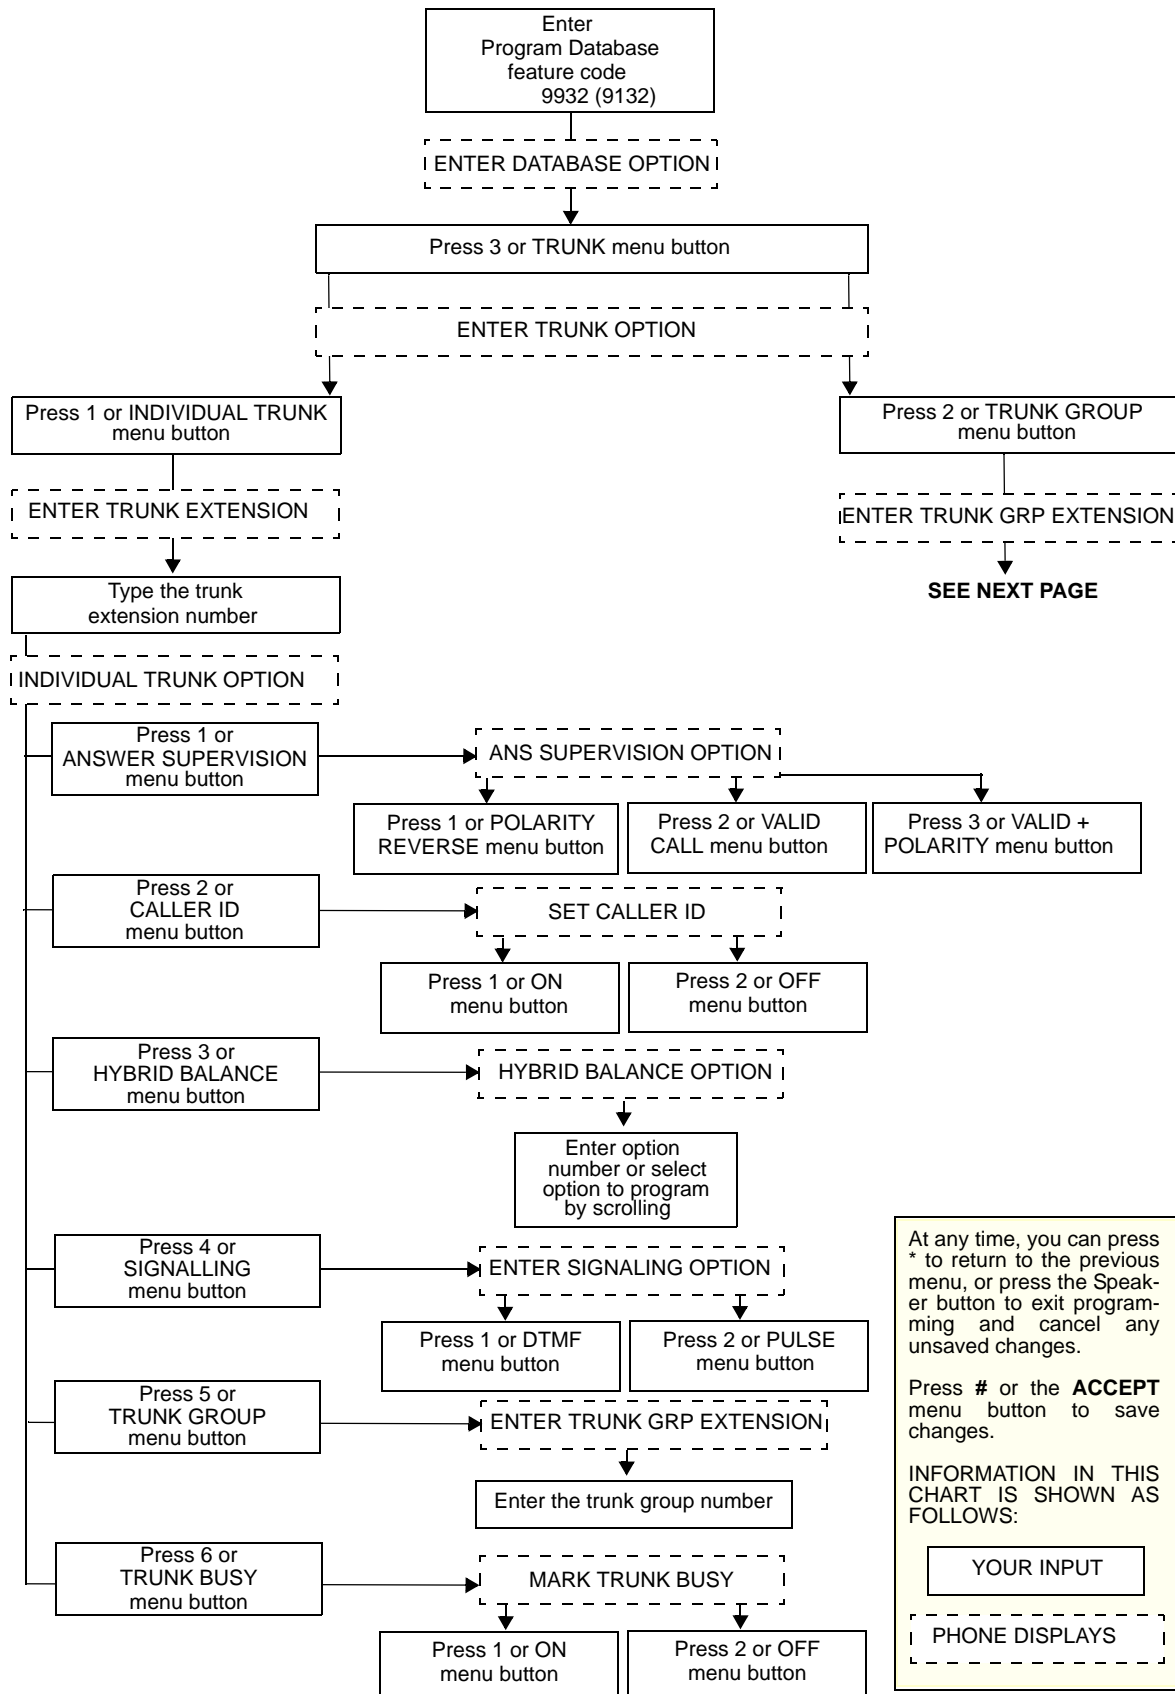 Enter
Program Database
feature code
9932 (9132)
ENTER DATABASE OPTION
Press 3 or TRUNK menu button
ENTER TRUNK OPTION
Press 1 or INDIVIDUAL TRUNK
menu button
Press 2 or TRUNK GROUP
menu button
ENTER TRUNK EXTENSION
ENTER TRUNK GRP EXTENSION
Type the trunk
extension number
SEE NEXT PAGE
INDIVIDUAL TRUNK OPTION
Press 1 or
ANSWER SUPERVISION
menu button
ANS SUPERVISION OPTION
Press 1 or POLARITY
REVERSE menu button
Press 2 or VALID
CALL menu button
Press 3 or VALID +
POLARITY menu button
Press 2 or
CALLER ID
menu button
SET CALLER ID
Press 1 or ON
menu button
Press 2 or OFF
menu button
Press 3 or
HYBRID BALANCE
menu button
HYBRID BALANCE OPTION
Enter option
number or select
option to program
by scrolling
Press 4 or
SIGNALLING
menu button
ENTER SIGNALING OPTION
Press 1 or DTMF
menu button
Press 2 or PULSE
menu button
Press 5 or
TRUNK GROUP
menu button
ENTER TRUNK GRP EXTENSION
Enter the trunk group number
Press 6 or
TRUNK BUSY
menu button
MARK TRUNK BUSY
Press 1 or ON
menu button
Press 2 or OFF
menu button
At any time, you can press
* to return to the previous
menu, or press the Speak-
er button to exit program-
ming and cancel any
unsaved changes.
Press # or the ACCEPT
menu button to save
changes.
INFORMATION IN THIS
CHART IS SHOWN AS
FOLLOWS:
YOUR INPUT
PHONE DISPLAYS